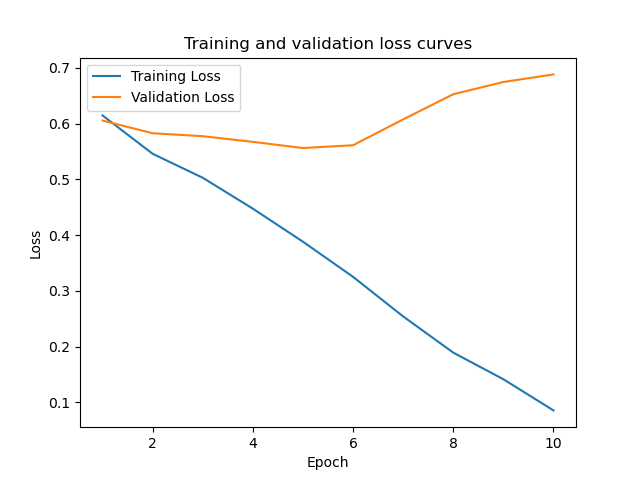 Training and validation loss curves
Training Loss
Validation Loss
0.7
0.6
0.5
0.4
0.3
0.2
0.1
Loss
2 4 6 8 10
Epoch